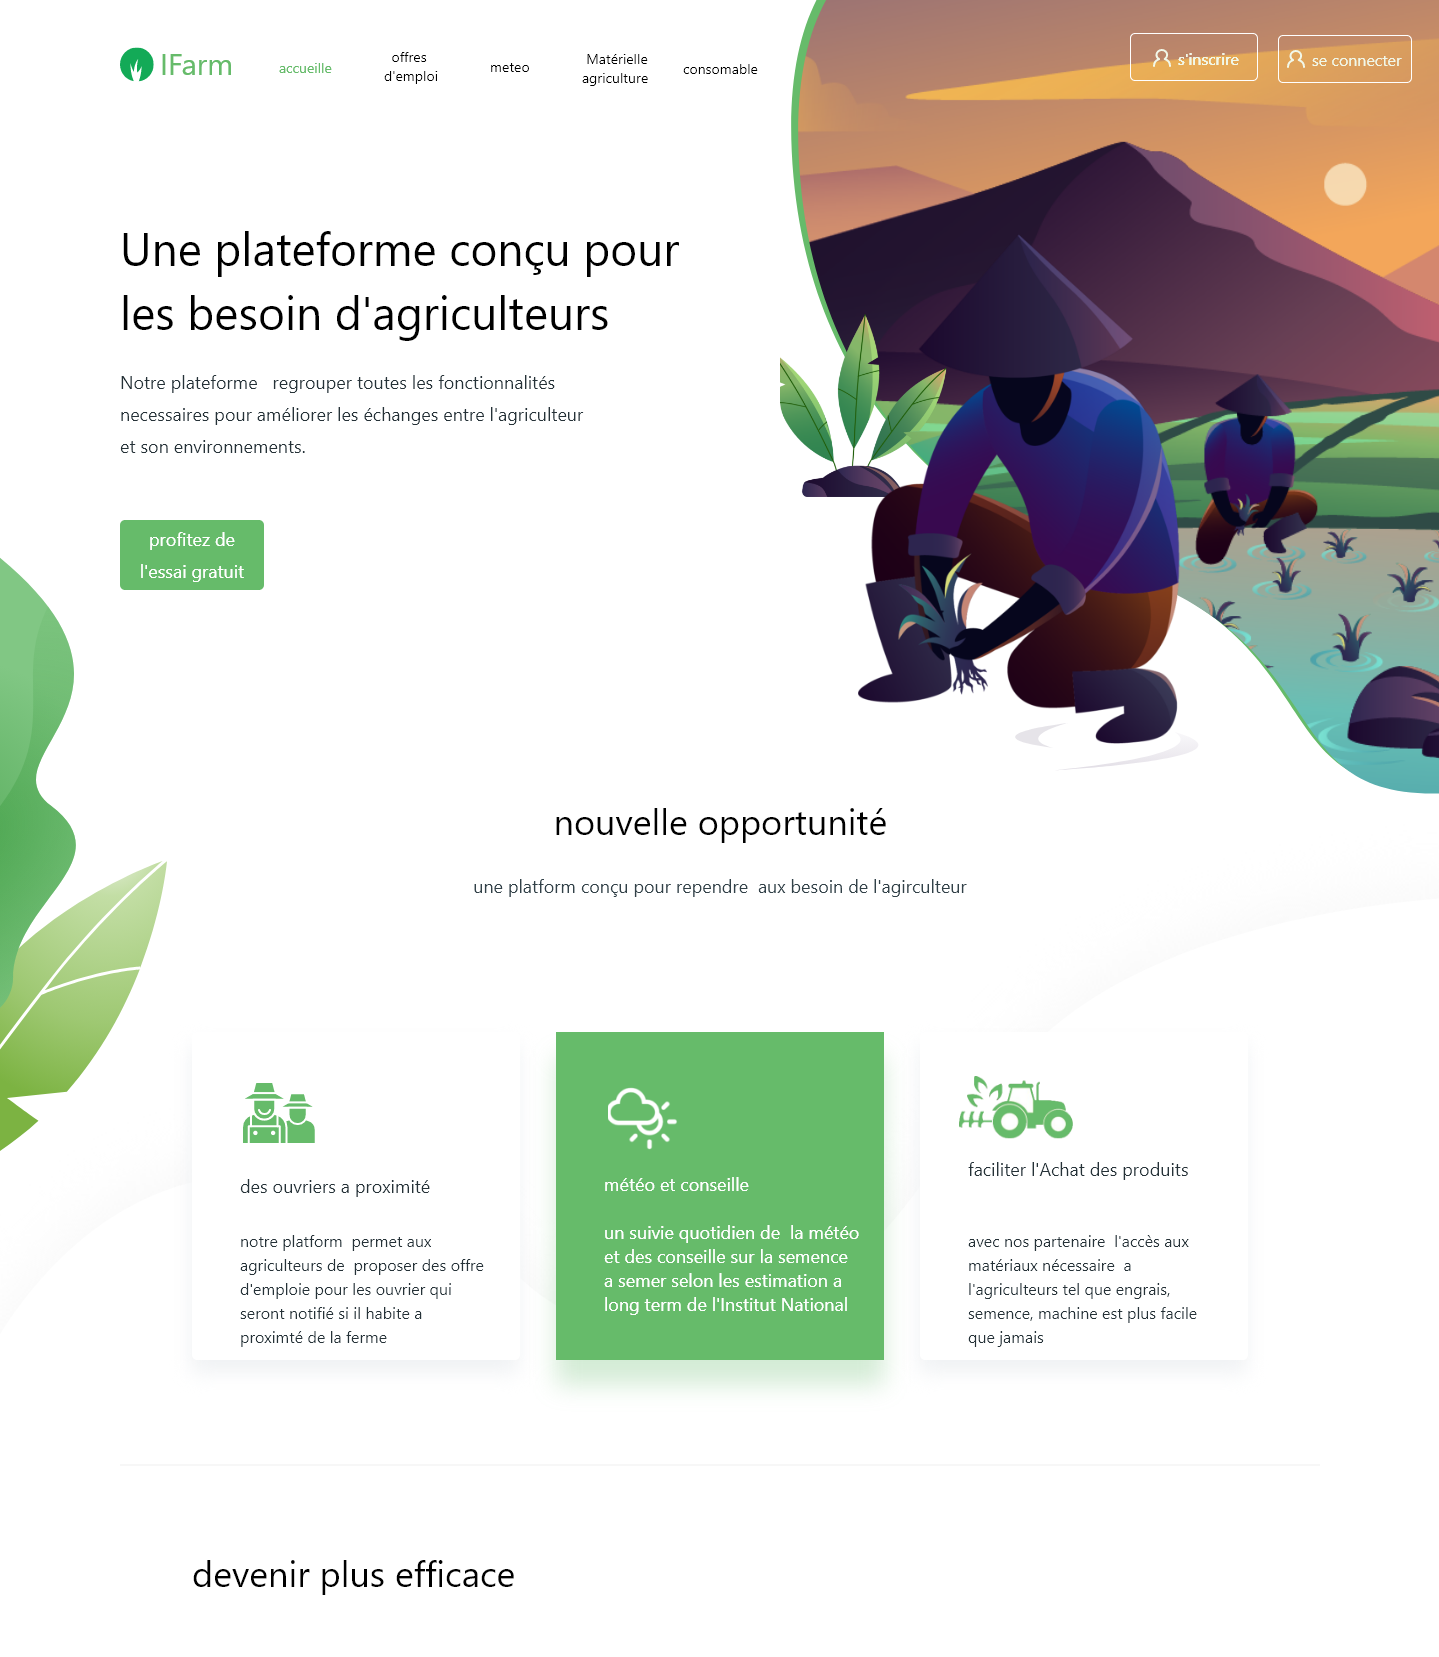 IFarm
accueille
offres
d'emploi
meteo
Matérielle
agriculture
consomable
s'inscrire
se connecter
Une plateforme conçu pour
les besoin d'agriculteurs
Notre plateforme regrouper toutes les fonctionnalités
necessaires pour améliorer les échanges entre l'agriculteur
et son environnements.
profitez de
l'essai gratuit
nouvelle opportunité
une platform conçu pour rependre aux besoin de l'agirculteur
des ouvriers a proximité
notre platform permet aux
agriculteurs de proposer des offre
d'emploie pour les ouvrier qui
seront notifié si il habite a
proximté de la ferme
météo et conseille
un suivie quotidien de la météo
et des conseille sur la semence
a semer selon les estimation a
long term de l'Institut National
faciliter l'Achat des produits
avec nos partenaire l'accès aux
matériaux nécessaire a
l'agriculteurs tel que engrais,
semence, machine est plus facile
que jamais
devenir plus efficace